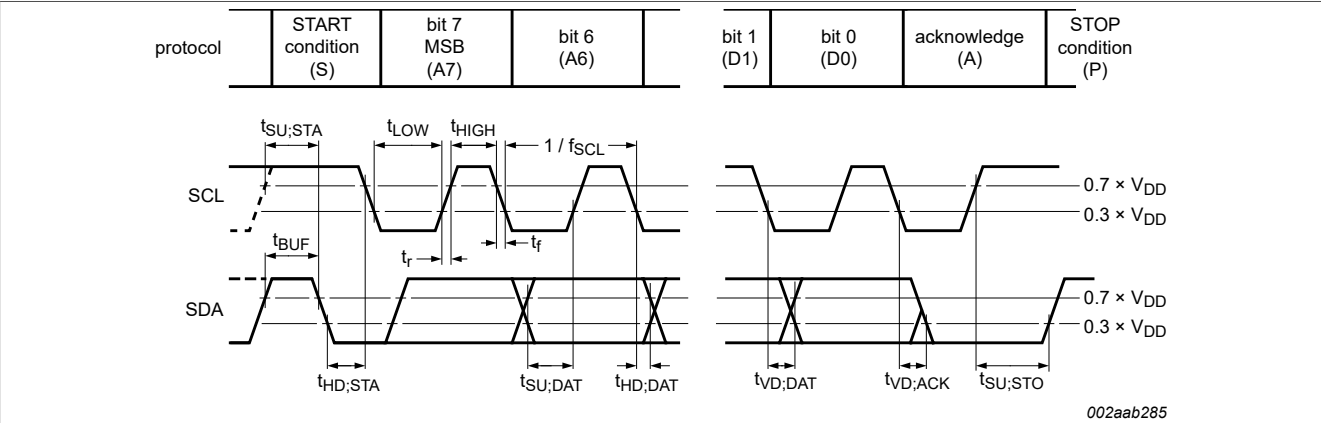 protocol
START
condition
(S)
bit 7
MSB
(A7)
bit 6
(A6)
bit 1
(D1)
bit 0
(D0)
acknowledge
(A)
STOP
condition
(P)
tSU;STA
tLOW
tHIGH
1 / fSCL
SCL
0.7 × VDD
0.3 × VDD
tBUF
tr
tf
SDA
0.7 × VDD
0.3 × VDD
tHD;STA
tSU;DAT
tHD;DAT
tVD;DAT
tVD;ACK
tSU;STO
002aab285